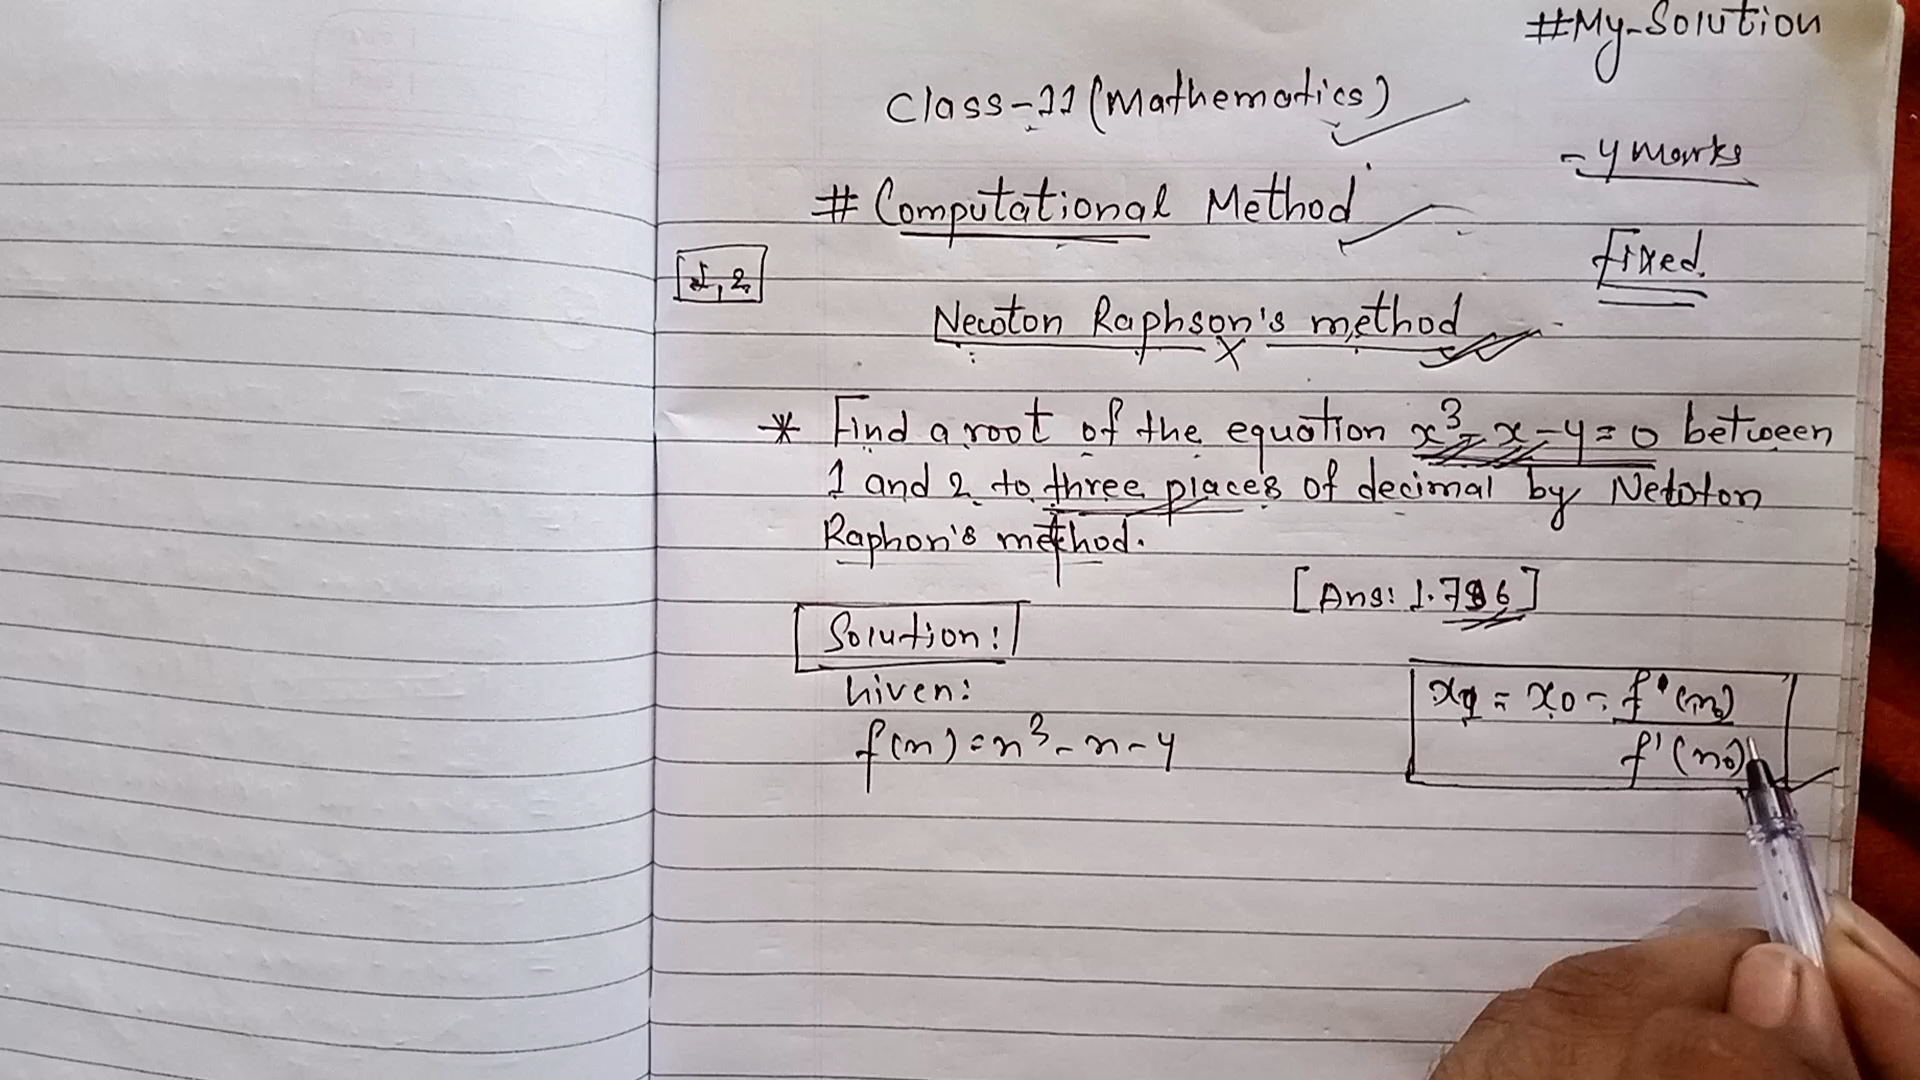 #My-Solution
Class-11 (Mathematics)
- 4 marks
# Computational Method
Fixed.
1, 2
Newton Raphson's method
* Find a root of the equation x³-x-4=0 between
1 and 2 to three places of decimal by Newton
Raphon's method.
[Ans: 1.796]
Solution:
Given:
x₁ = x₀ - f(x₀)
f(x) = x³-x-4
f'(x₀)